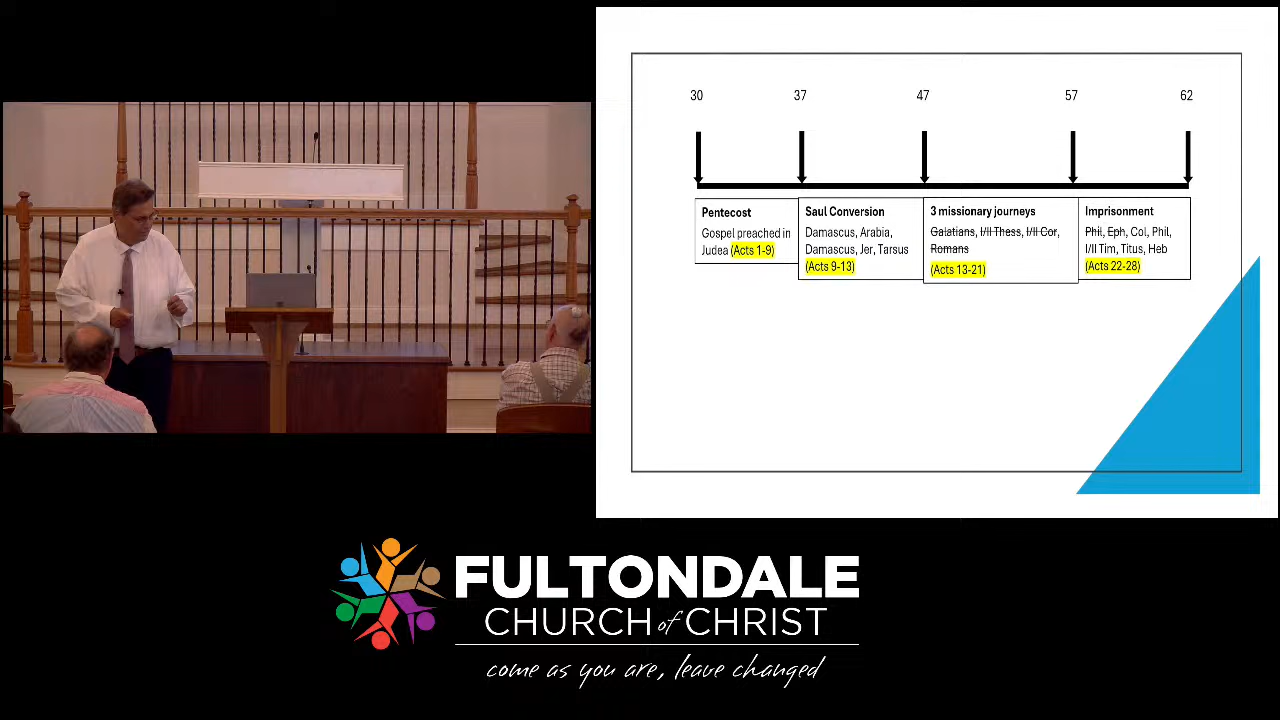 30 37 47 57 62
Pentecost
Gospel preached in
Judea (Acts 1-9)
Saul Conversion
Damascus, Arabia,
Damascus, Jer, Tarsus
(Acts 9-13)
3 missionary journeys
Galatians, I/II Thess, I/II Cor,
Romans
(Acts 13-21)
Imprisonment
Phil, Eph, Col, Phil,
I/II Tim, Titus, Heb
(Acts 22-28)
FULTONDALE
CHURCH of CHRIST
come as you are, leave changed